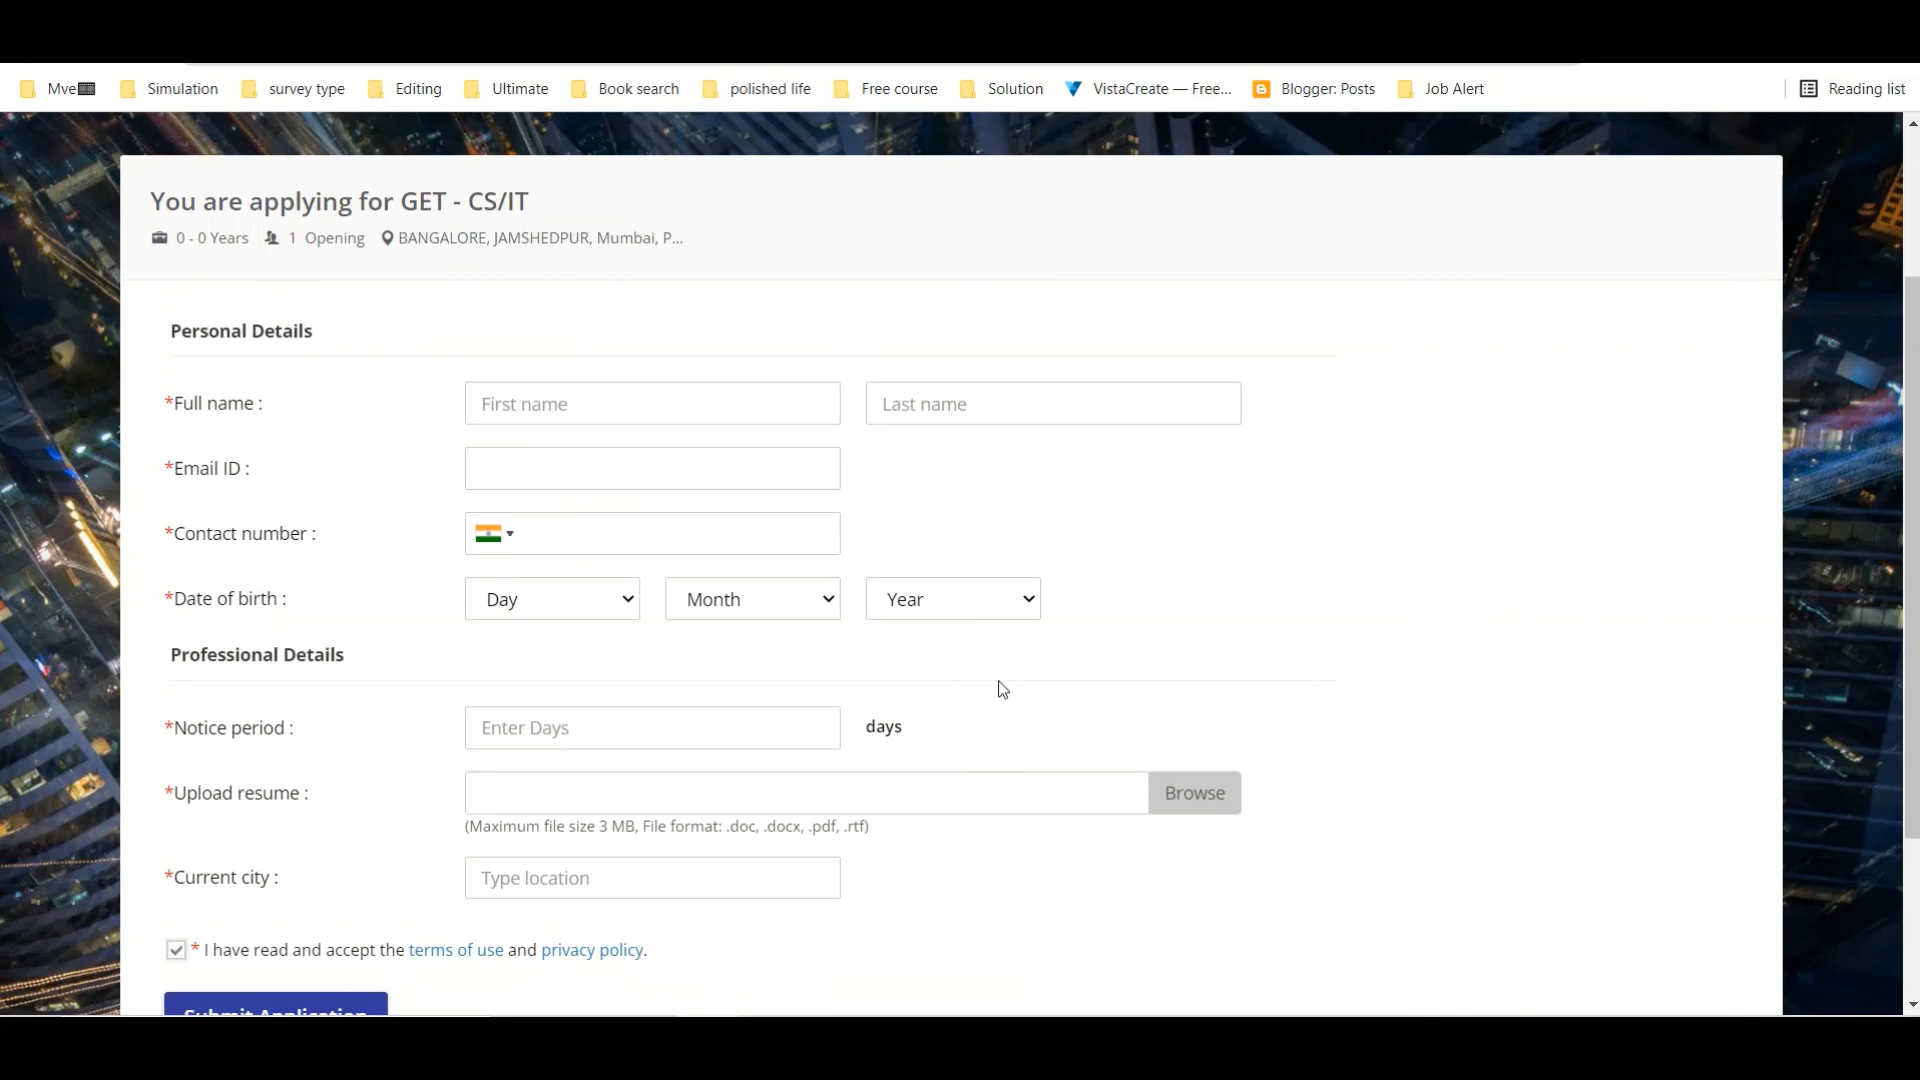 Mve Simulation survey type Editing Ultimate Book search polished life Free course Solution VistaCreate — Free... Blogger: Posts Job Alert Reading list
You are applying for GET - CS/IT
0 - 0 Years 1 Opening BANGALORE, JAMSHEDPUR, Mumbai, P...
Personal Details
*Full name : First name Last name
*Email ID :
*Contact number :
*Date of birth : Day Month Year
Professional Details
*Notice period : Enter Days days
*Upload resume : Browse
(Maximum file size 3 MB, File format: .doc, .docx, .pdf, .rtf)
*Current city : Type location
* I have read and accept the terms of use and privacy policy.
Submit Application